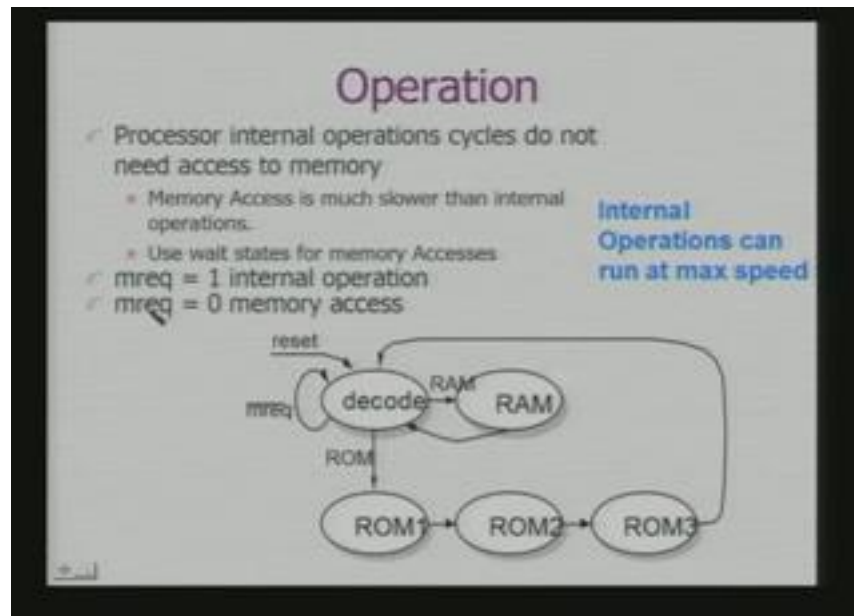 Operation
Processor internal operations cycles do not
need access to memory
Memory Access is much slower than internal
operations.
Use wait states for memory Accesses
Internal
Operations can
run at max speed
mreq = 1 internal operation
mreq = 0 memory access
reset
mreq
decode
RAM
RAM
ROM
ROM1
ROM2
ROM3